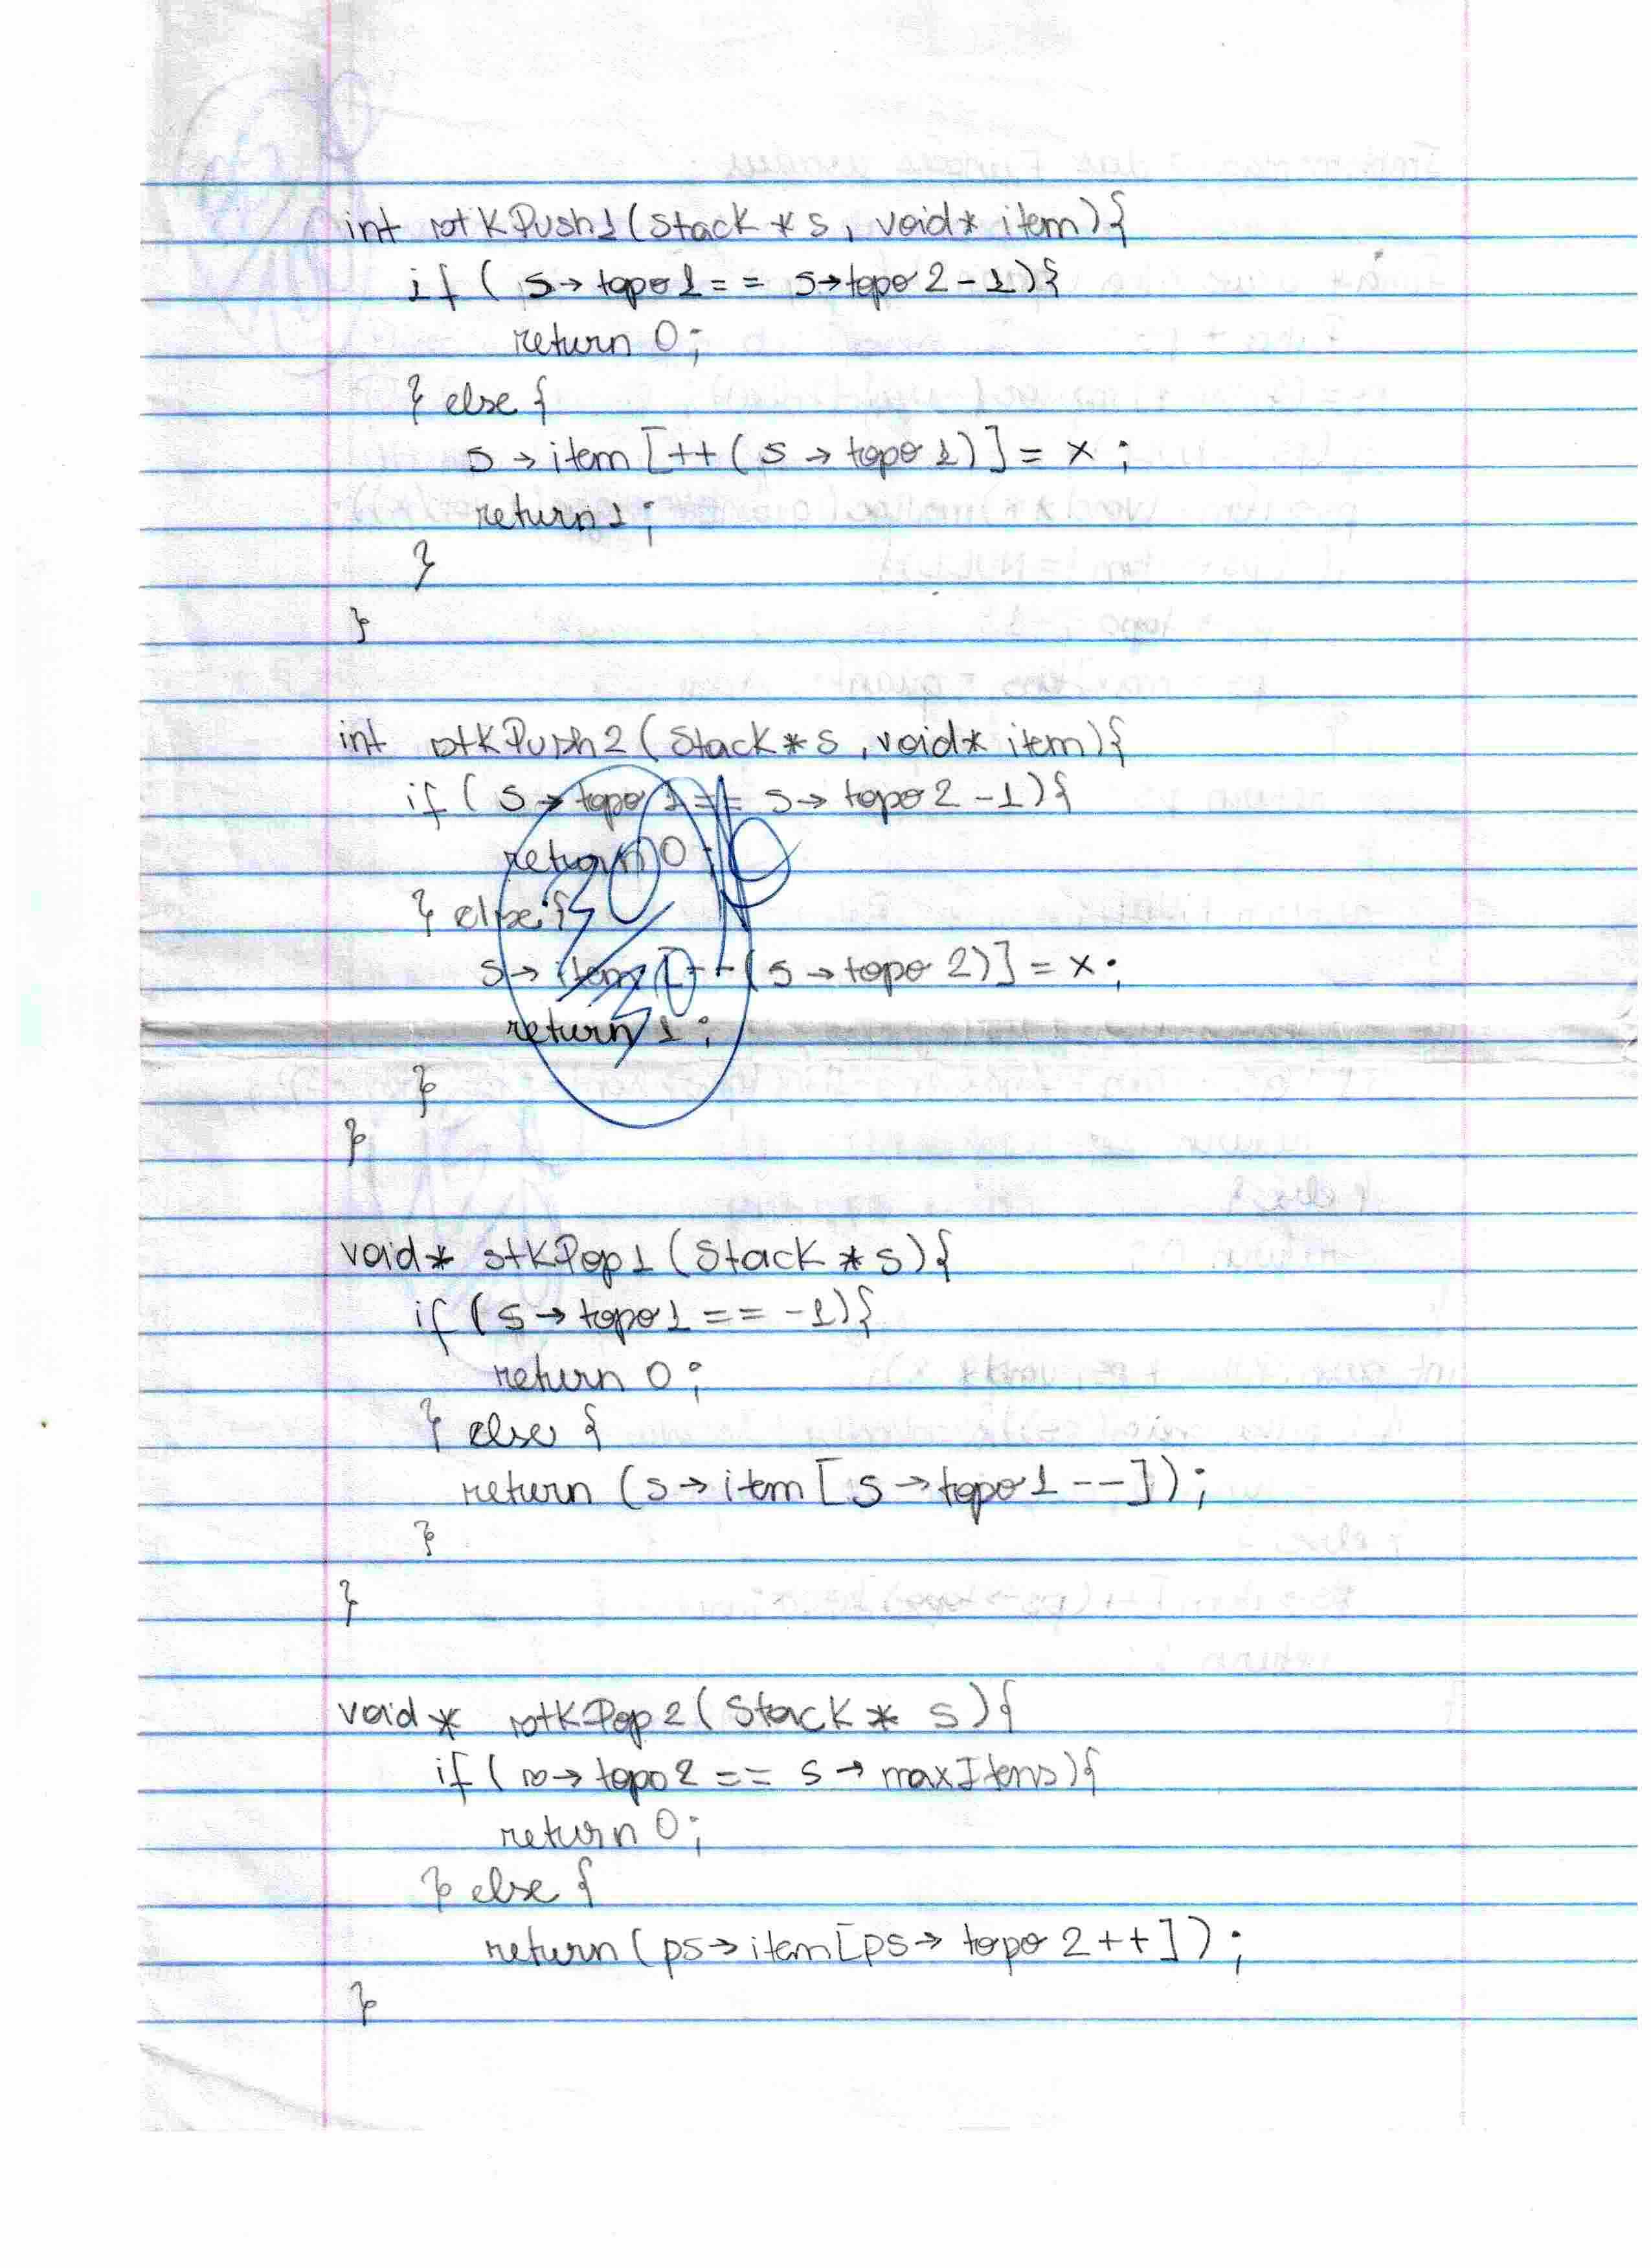 int stkPush1(Stack *s, void* item){
if ( s→topo1 == s→topo2-1){
return 0;
} else {
s→item[++(s→topo1)] = x;
return 1;
}
}
int stkPush2(Stack *s, void* item){
if ( s→topo1 == s→topo2-1){
return 0;
} else {
s→item[--(s→topo2)] = x;
return 1;
}
}
void* stkPop1(Stack *s){
if (s→topo1 == -1){
return 0;
} else {
return (s→item[s→topo1--]);
}
}
void* stkPop2(Stack* s){
if (s→topo2 == s→maxItens){
return 0;
} else {
return(ps→item[ps→topo2++]);
}